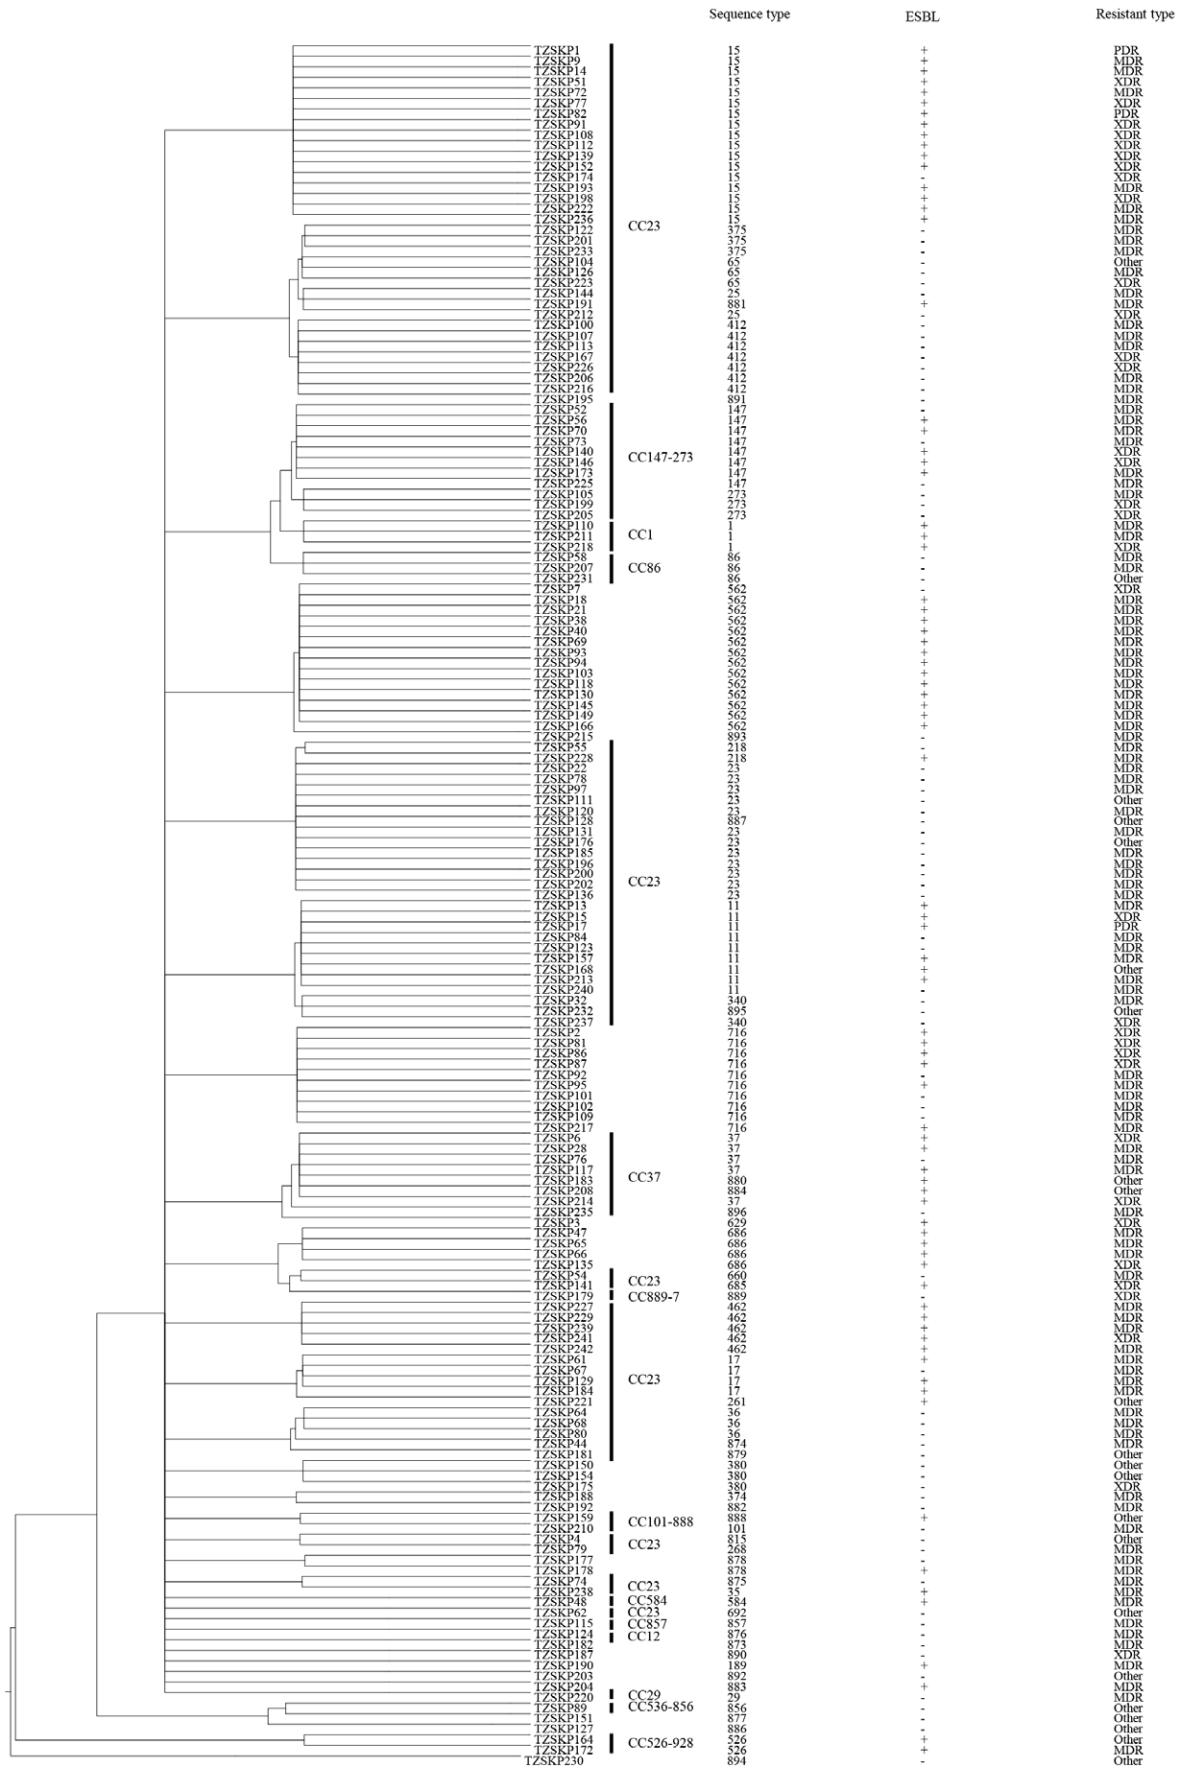 Sequence type ESBL Resistant type
TZSKP1 15 + PDR
TZSKP9 15 + MDR
TZSKP14 15 + MDR
TZSKP51 15 + XDR
TZSKP72 15 + MDR
TZSKP77 15 + XDR
TZSKP82 15 + PDR
TZSKP91 15 + XDR
TZSKP108 15 + XDR
TZSKP112 15 + XDR
TZSKP139 15 + XDR
TZSKP152 15 + XDR
TZSKP174 15 - XDR
TZSKP193 15 + MDR
TZSKP198 15 + XDR
TZSKP222 15 + MDR
TZSKP236 15 + MDR
CC23
TZSKP122 375 - MDR
TZSKP201 375 - MDR
TZSKP233 375 - MDR
TZSKP104 65 - Other
TZSKP126 65 - MDR
TZSKP223 65 - XDR
TZSKP144 25 - MDR
TZSKP191 881 + MDR
TZSKP212 25 - XDR
TZSKP100 412 - MDR
TZSKP107 412 - MDR
TZSKP113 412 - MDR
TZSKP167 412 - XDR
TZSKP226 412 - XDR
TZSKP206 412 - MDR
TZSKP216 412 - MDR
TZSKP195 891 - MDR
TZSKP52 147 - MDR
TZSKP56 147 + MDR
TZSKP70 147 + MDR
TZSKP73 147 - MDR
TZSKP140 147 + XDR
CC147-273
TZSKP146 147 + XDR
TZSKP173 147 + MDR
TZSKP225 147 - MDR
TZSKP105 273 - MDR
TZSKP199 273 - XDR
TZSKP205 273 - XDR
TZSKP110 1 + MDR
TZSKP211 CC1 1 + MDR
TZSKP218 1 + XDR
TZSKP58 86 - MDR
TZSKP207 CC86 86 - MDR
TZSKP231 86 - Other
TZSKP7 562 - XDR
TZSKP18 562 + MDR
TZSKP21 562 + MDR
TZSKP38 562 + MDR
TZSKP40 562 + MDR
TZSKP69 562 + MDR
TZSKP93 562 + MDR
TZSKP94 562 + MDR
TZSKP103 562 + MDR
TZSKP118 562 + MDR
TZSKP130 562 + MDR
TZSKP145 562 + MDR
TZSKP149 562 + MDR
TZSKP166 562 + MDR
TZSKP215 893 - MDR
TZSKP55 218 - MDR
TZSKP228 218 + MDR
TZSKP22 23 - MDR
TZSKP78 23 - MDR
TZSKP97 23 - MDR
TZSKP111 23 - Other
TZSKP120 23 - MDR
TZSKP128 887 - Other
TZSKP131 23 - MDR
TZSKP176 23 - Other
TZSKP185 23 - MDR
TZSKP196 23 - MDR
TZSKP200 23 - MDR
TZSKP202 CC23 23 - MDR
TZSKP136 23 - MDR
TZSKP13 11 + MDR
TZSKP15 11 + XDR
TZSKP17 11 + PDR
TZSKP84 11 - MDR
TZSKP123 11 - MDR
TZSKP157 11 + MDR
TZSKP168 11 + Other
TZSKP213 11 + MDR
TZSKP240 11 - MDR
TZSKP32 340 - MDR
TZSKP232 895 - Other
TZSKP237 340 - XDR
TZSKP2 716 + XDR
TZSKP81 716 + XDR
TZSKP86 716 + XDR
TZSKP87 716 + XDR
TZSKP92 716 - MDR
TZSKP95 716 + MDR
TZSKP101 716 - MDR
TZSKP102 716 - MDR
TZSKP109 716 - MDR
TZSKP217 716 + MDR
TZSKP6 37 + XDR
TZSKP28 37 + MDR
TZSKP76 37 - MDR
TZSKP117 37 + MDR
TZSKP183 CC37 880 + Other
TZSKP208 884 + Other
TZSKP214 37 + XDR
TZSKP235 896 - MDR
TZSKP3 629 + XDR
TZSKP47 686 + MDR
TZSKP65 686 + MDR
TZSKP66 686 + MDR
TZSKP135 686 + XDR
TZSKP54 660 - MDR
CC23
TZSKP141 685 + XDR
TZSKP179 CC889-7 889 - XDR
TZSKP227 462 + MDR
TZSKP229 462 + MDR
TZSKP239 462 + MDR
TZSKP241 462 + XDR
TZSKP242 462 + MDR
TZSKP61 17 + MDR
TZSKP67 17 - MDR
TZSKP129 CC23 17 + MDR
TZSKP184 17 + MDR
TZSKP221 261 + Other
TZSKP64 36 - MDR
TZSKP68 36 - MDR
TZSKP80 36 - MDR
TZSKP44 874 - MDR
TZSKP181 879 - Other
TZSKP150 380 - Other
TZSKP154 380 - Other
TZSKP175 380 - XDR
TZSKP188 374 - MDR
TZSKP192 882 - MDR
TZSKP159 888 + Other
CC101-888
TZSKP210 101 - MDR
TZSKP4 815 - Other
CC23
TZSKP79 268 - MDR
TZSKP177 878 - MDR
TZSKP178 878 + MDR
TZSKP74 875 - MDR
CC23
TZSKP238 35 + MDR
TZSKP48 CC584 584 + MDR
TZSKP62 CC23 692 - Other
TZSKP115 CC857 857 - MDR
TZSKP124 CC12 876 - MDR
TZSKP182 873 - MDR
TZSKP187 890 - XDR
TZSKP190 189 + MDR
TZSKP203 892 - Other
TZSKP204 883 + MDR
TZSKP220 CC29 29 - MDR
TZSKP89 CC536-856 856 - Other
TZSKP151 877 - Other
TZSKP127 886 - Other
TZSKP164 526 + Other
CC526-928
TZSKP172 526 + MDR
TZSKP230 894 - Other